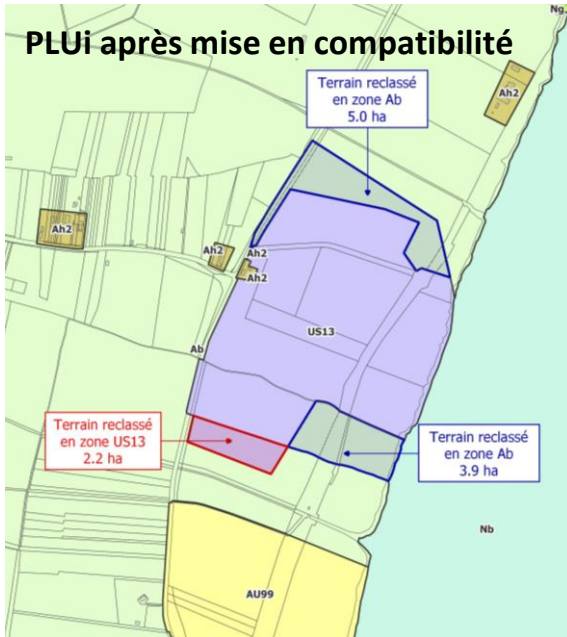 PLUi après mise en compatibilité
Ng
Terrain reclassé
en zone Ab
5.0 ha
Ah2
Ah2
Ah2
Ah2
Ah2
US13
Ab
Terrain reclassé
en zone US13
2.2 ha
Terrain reclassé
en zone Ab
3.9 ha
Nb
AU99